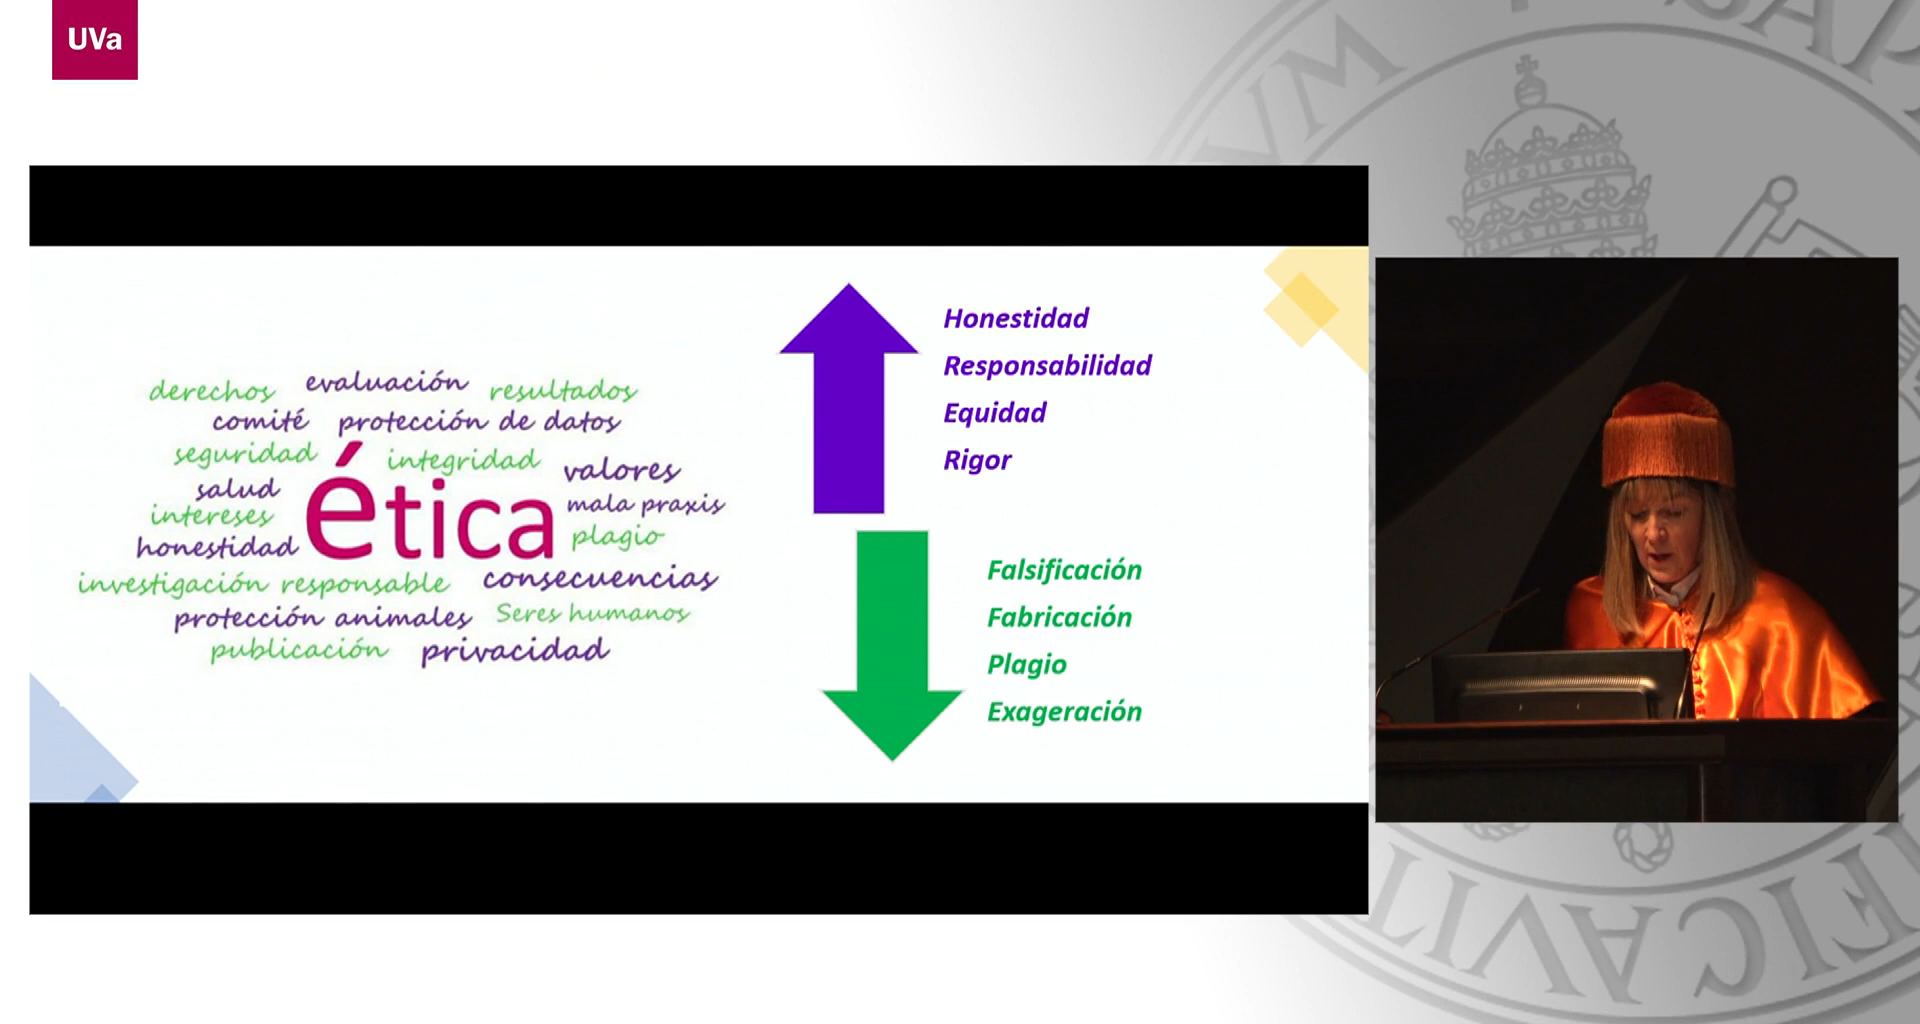 UVa
derechos evaluación resultados
comité protección de datos
seguridad integridad valores
salud ética mala praxis
intereses plagio
honestidad
investigación responsable consecuencias
protección animales Seres humanos
publicación privacidad
Honestidad
Responsabilidad
Equidad
Rigor
Falsificación
Fabricación
Plagio
Exageración